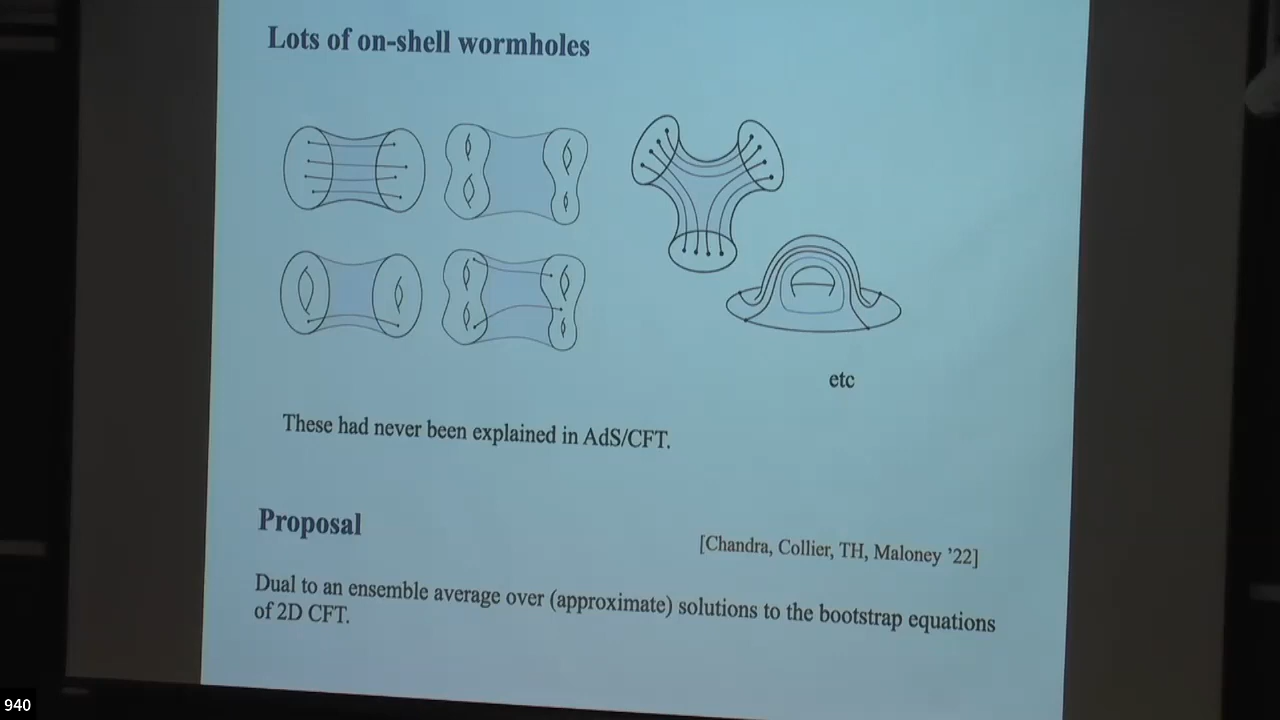 Lots of on-shell wormholes
etc
These had never been explained in AdS/CFT.
Proposal
[Chandra, Collier, TH, Maloney ’22]
Dual to an ensemble average over (approximate) solutions to the bootstrap equations
of 2D CFT.
940